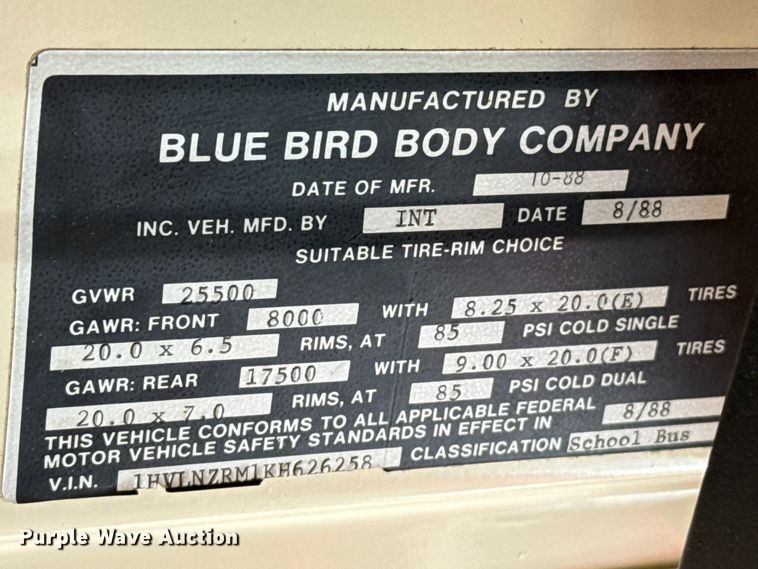 MANUFACTURED BY
BLUE BIRD BODY COMPANY
DATE OF MFR. 10-88
INC. VEH. MFD. BY INT DATE 8/88
SUITABLE TIRE-RIM CHOICE
GVWR 25500
GAWR: FRONT 8000 WITH 8.25 x 20.0(E) TIRES
20.0 x 6.5 RIMS, AT 85 PSI COLD SINGLE
GAWR: REAR 17500 WITH 9.00 x 20.0(F) TIRES
20.0 x 7.0 RIMS, AT 85 PSI COLD DUAL
THIS VEHICLE CONFORMS TO ALL APPLICABLE FEDERAL
MOTOR VEHICLE SAFETY STANDARDS IN EFFECT IN 8/88
V.I.N. 1HVLNZRM1KH626258 CLASSIFICATION School Bus
Purple Wave Auction